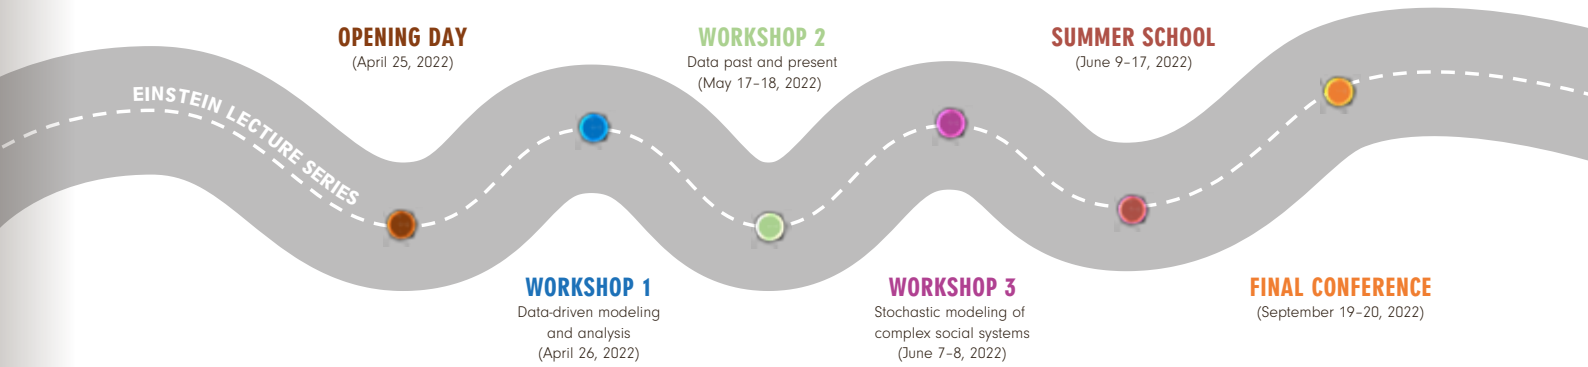 EINSTEIN LECTURE SERIES
OPENING DAY
(April 25, 2022)
WORKSHOP 1
Data-driven modeling
and analysis
(April 26, 2022)
WORKSHOP 2
Data past and present
(May 17–18, 2022)
WORKSHOP 3
Stochastic modeling of
complex social systems
(June 7–8, 2022)
SUMMER SCHOOL
(June 9–17, 2022)
FINAL CONFERENCE
(September 19–20, 2022)